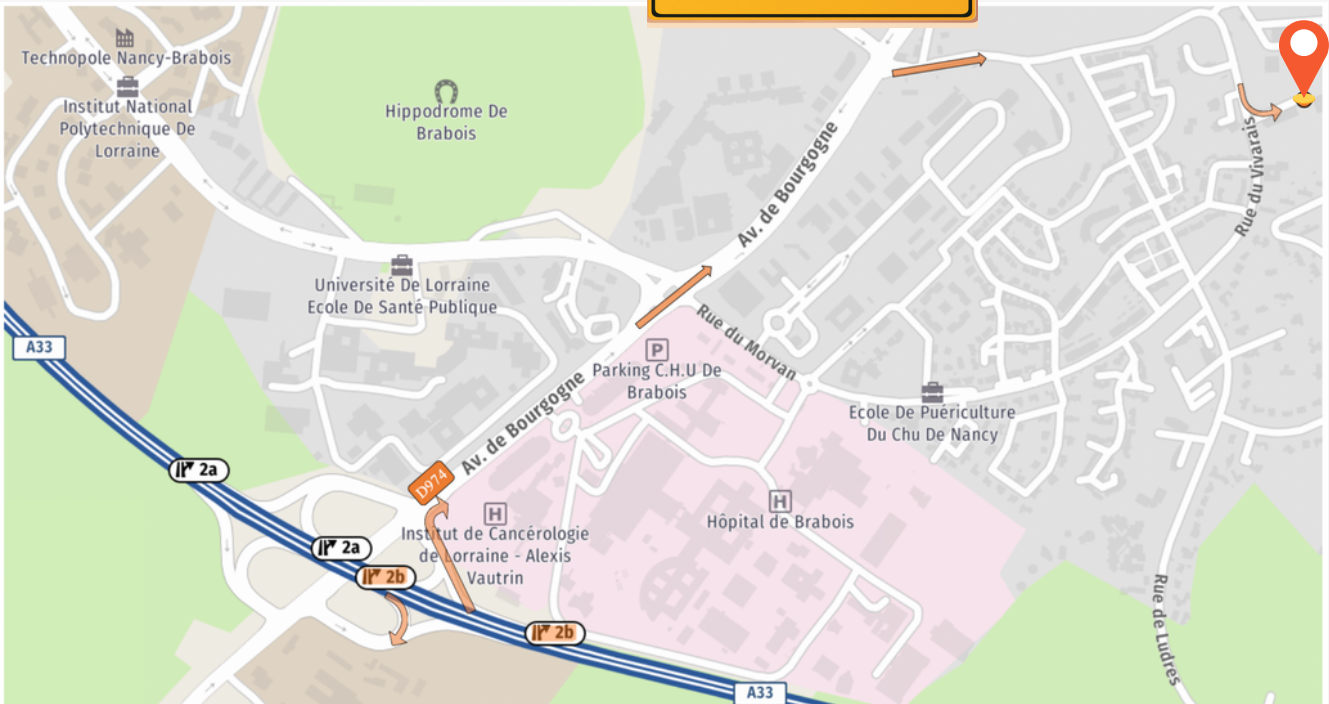 Technopole Nancy-Brabois
Institut National
Polytechnique De
Lorraine
Hippodrome De
Brabois
Av. de Bourgogne
Rue du Vivarais
Université De Lorraine
Ecole De Santé Publique
A33
Rue du Morvan
P
Parking C.H.U De
Brabois
Av. de Bourgogne
Ecole De Puériculture
Du Chu De Nancy
2a
D974
H
Institut de Cancérologie
de Lorraine - Alexis
Vautrin
H
Hôpital de Brabois
2a
2b
2b
Rue de Ludres
A33